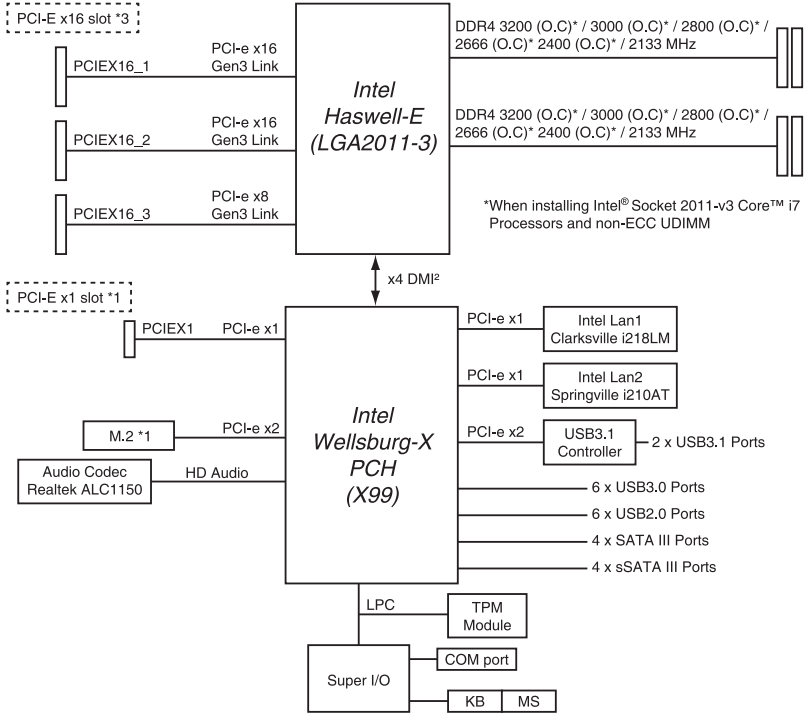 PCI-E x16 slot *3
PCIEX16_1
PCI-e x16
Gen3 Link
PCIEX16_2
PCI-e x16
Gen3 Link
PCIEX16_3
PCI-e x8
Gen3 Link
Intel
Haswell-E
(LGA2011-3)
DDR4 3200 (O.C)* / 3000 (O.C)* / 2800 (O.C)* /
2666 (O.C)* 2400 (O.C)* / 2133 MHz
DDR4 3200 (O.C)* / 3000 (O.C)* / 2800 (O.C)* /
2666 (O.C)* 2400 (O.C)* / 2133 MHz
*When installing Intel® Socket 2011-v3 Core™ i7
Processors and non-ECC UDIMM
x4 DMI²
PCI-E x1 slot *1
PCIEX1
PCI-e x1
M.2 *1
PCI-e x2
Audio Codec
Realtek ALC1150
HD Audio
Intel
Wellsburg-X
PCH
(X99)
PCI-e x1
Intel Lan1
Clarksville i218LM
PCI-e x1
Intel Lan2
Springville i210AT
PCI-e x2
USB3.1
Controller
2 x USB3.1 Ports
6 x USB3.0 Ports
6 x USB2.0 Ports
4 x SATA III Ports
4 x sSATA III Ports
LPC
TPM
Module
Super I/O
COM port
KB
MS